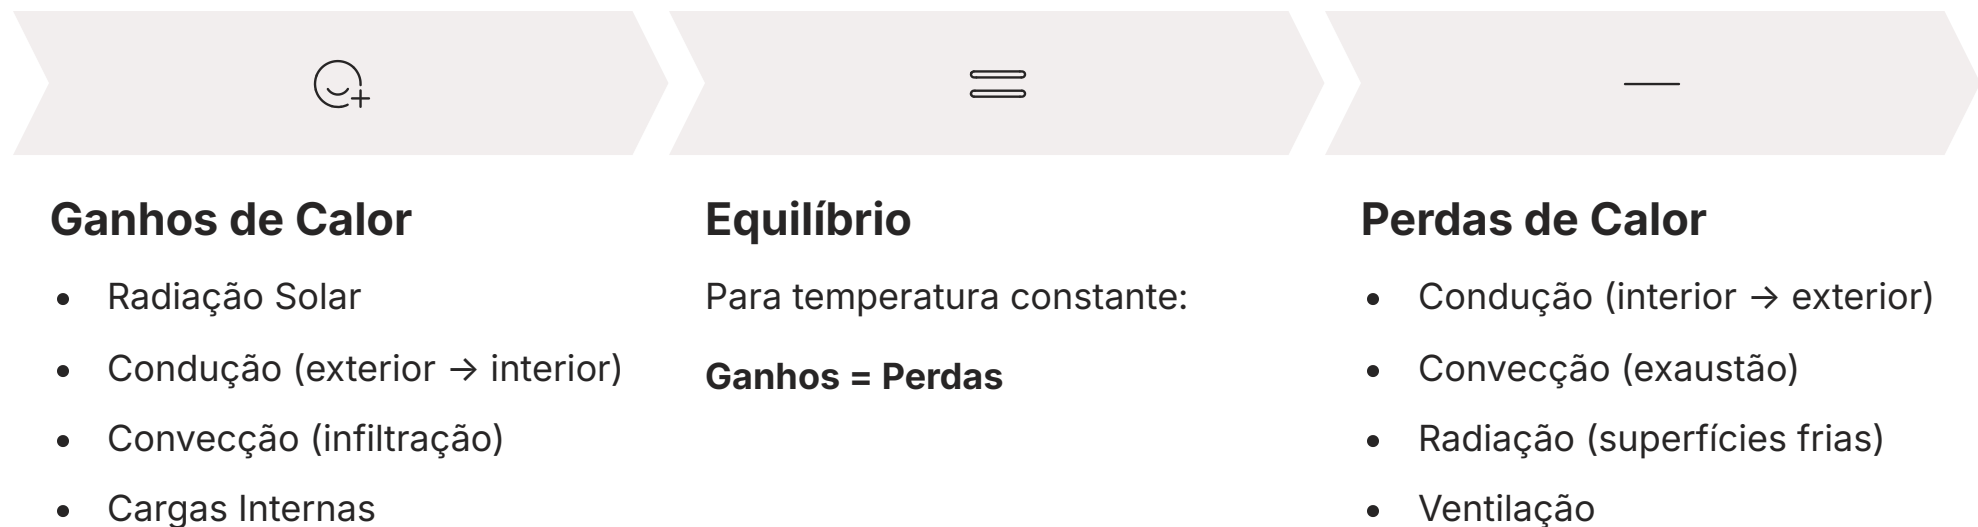 Ganhos de Calor
Radiação Solar
Condução (exterior → interior)
Convecção (infiltração)
Cargas Internas
Equilíbrio
Para temperatura constante:
Ganhos = Perdas
Perdas de Calor
Condução (interior → exterior)
Convecção (exaustão)
Radiação (superfícies frias)
Ventilação